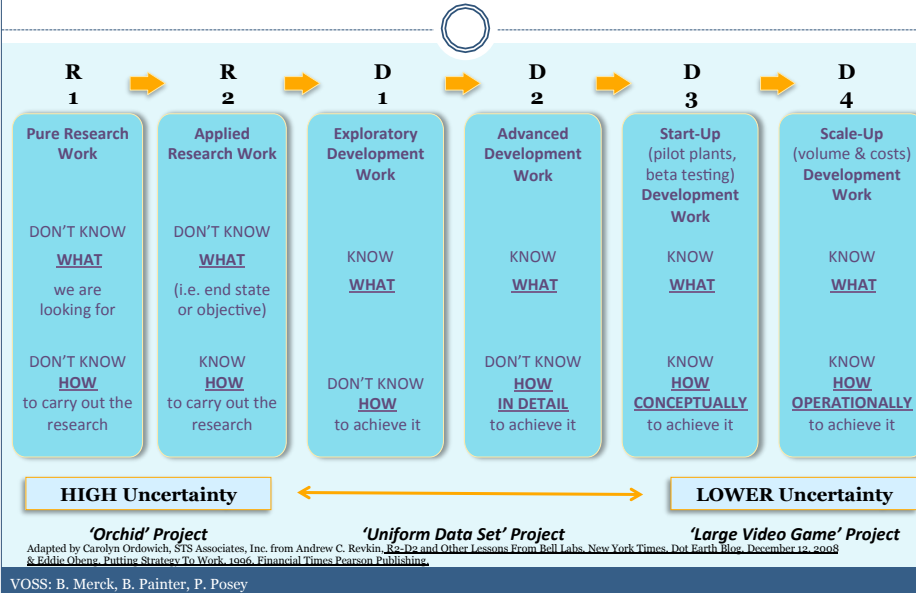 R
1
R
2
D
1
D
2
D
3
D
4
Pure Research
Work
DON'T KNOW
WHAT
we are
looking for
DON'T KNOW
HOW
to carry out the
research
Applied
Research Work
DON'T KNOW
WHAT
(i.e. end state
or objective)
KNOW
HOW
to carry out the
research
Exploratory
Development
Work
KNOW
WHAT
DON'T KNOW
HOW
to achieve it
Advanced
Development
Work
KNOW
WHAT
DON'T KNOW
HOW
IN DETAIL
to achieve it
Start-Up
(pilot plants,
beta testing)
Development
Work
KNOW
WHAT
KNOW
HOW
CONCEPTUALLY
to achieve it
Scale-Up
(volume & costs)
Development
Work
KNOW
WHAT
KNOW
HOW
OPERATIONALLY
to achieve it
HIGH Uncertainty
LOWER Uncertainty
'Orchid' Project
'Uniform Data Set' Project
'Large Video Game' Project
Adapted by Carolyn Ordowich, STS Associates, Inc. from Andrew C. Revkin, R2-D2 and Other Lessons From Bell Labs. New York Times. Dot Earth Blog. December 12. 2008
& Eddie Obeng. Putting Strategy To Work. 1996. Financial Times Pearson Publishing.
VOSS: B. Merck, B. Painter, P. Posey